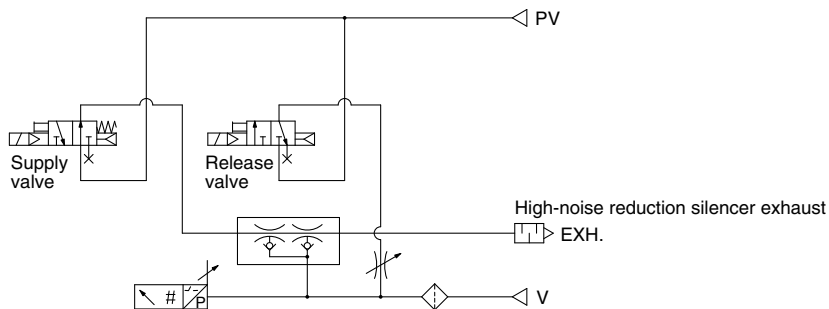 PV
Supply
valve
Release
valve
High-noise reduction silencer exhaust
EXH.
#
P
V